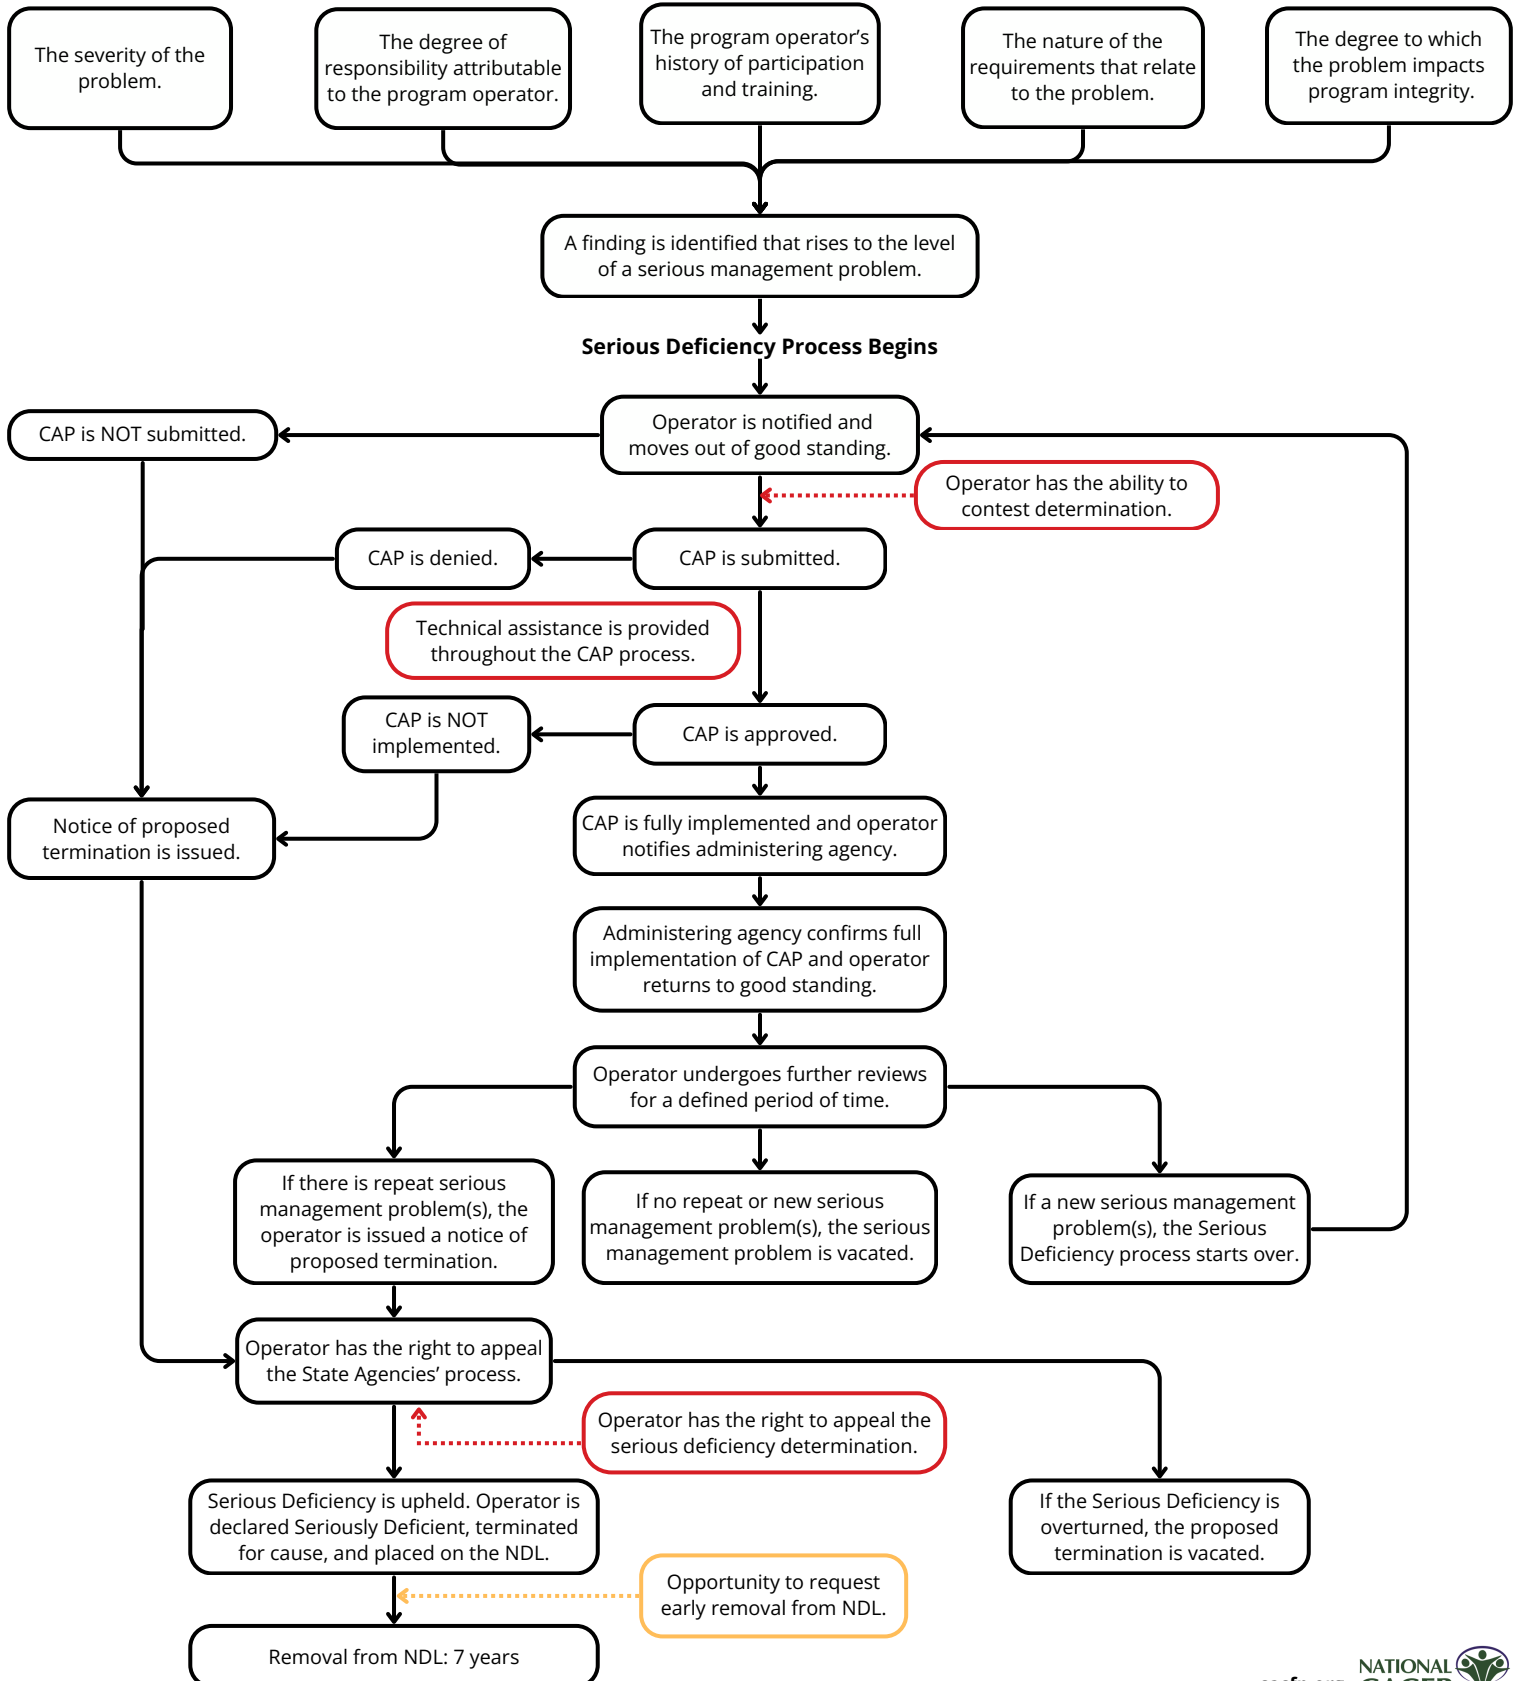 The severity of the
problem.
The degree of
responsibility attributable
to the program operator.
The program operator’s
history of participation
and training.
The nature of the
requirements that relate
to the problem.
The degree to which
the problem impacts
program integrity.
A finding is identified that rises to the level
of a serious management problem.
Serious Deficiency Process Begins
Operator is notified and
moves out of good standing.
CAP is NOT submitted.
Operator has the ability to
contest determination.
CAP is submitted.
CAP is denied.
Technical assistance is provided
throughout the CAP process.
CAP is approved.
CAP is NOT
implemented.
Notice of proposed
termination is issued.
CAP is fully implemented and operator
notifies administering agency.
Administering agency confirms full
implementation of CAP and operator
returns to good standing.
Operator undergoes further reviews
for a defined period of time.
If there is repeat serious
management problem(s), the
operator is issued a notice of
proposed termination.
If no repeat or new serious
management problem(s), the serious
management problem is vacated.
If a new serious management
problem(s), the Serious
Deficiency process starts over.
Operator has the right to appeal
the State Agencies’ process.
Operator has the right to appeal the
serious deficiency determination.
Serious Deficiency is upheld. Operator is
declared Seriously Deficient, terminated
for cause, and placed on the NDL.
If the Serious Deficiency is
overturned, the proposed
termination is vacated.
Opportunity to request
early removal from NDL.
Removal from NDL: 7 years
NATIONAL